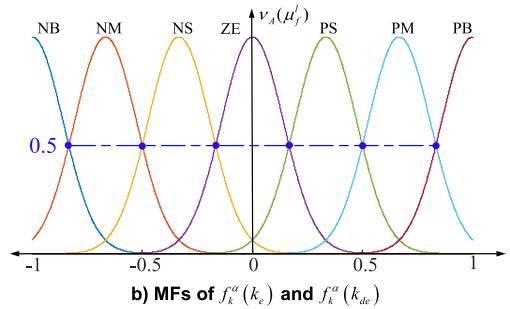 ν_A(μ_f^l)
NB NM NS ZE PS PM PB
0.5
-1 -0.5 0 0.5 1
b) MFs of f_k^α(k_e) and f_k^α(k_de)